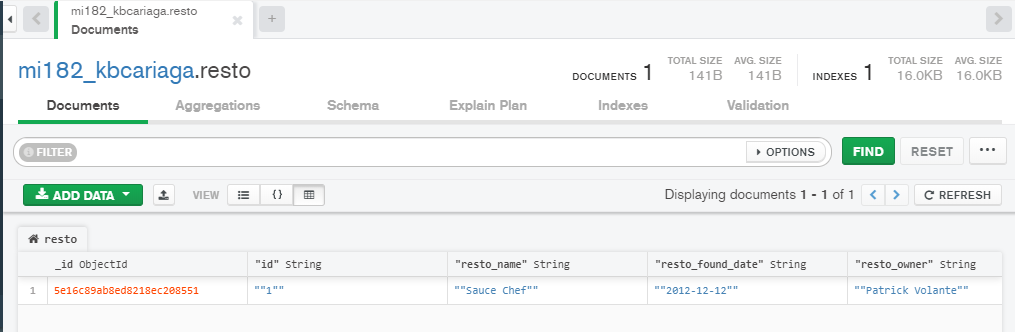 mi182_kbcariaga.resto
Documents
mi182_kbcariaga.resto
DOCUMENTS 1 TOTAL SIZE 141B AVG. SIZE 141B INDEXES 1 TOTAL SIZE 16.0KB AVG. SIZE 16.0KB
Documents Aggregations Schema Explain Plan Indexes Validation
FILTER OPTIONS FIND RESET
ADD DATA VIEW {} Displaying documents 1 - 1 of 1 REFRESH
resto
_id ObjectId "id" String "resto_name" String "resto_found_date" String "resto_owner" String
1 5e16c89ab8ed8218ec208551 ""1"" ""Sauce Chef"" ""2012-12-12"" ""Patrick Volante""